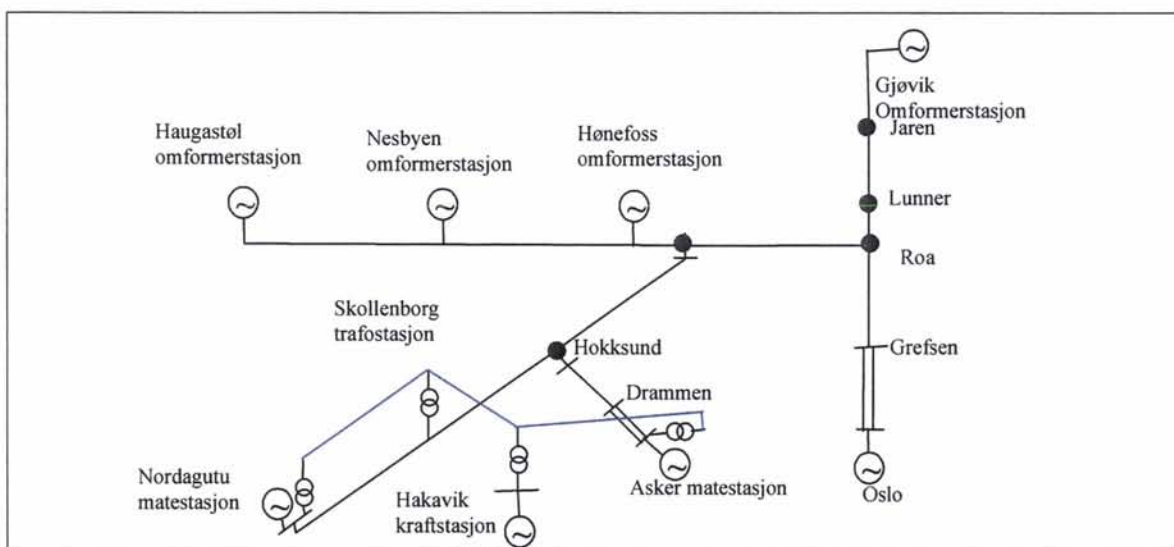 Gjøvik
Omformerstasjon
Jaren
Haugastøl
omformerstasjon
Nesbyen
omformerstasjon
Hønefoss
omformerstasjon
Lunner
Roa
Skollenborg
trafostasjon
Hokksund
Grefsen
Drammen
Nordagutu
matestasjon
Hakavik
kraftstasjon
Asker matestasjon
Oslo